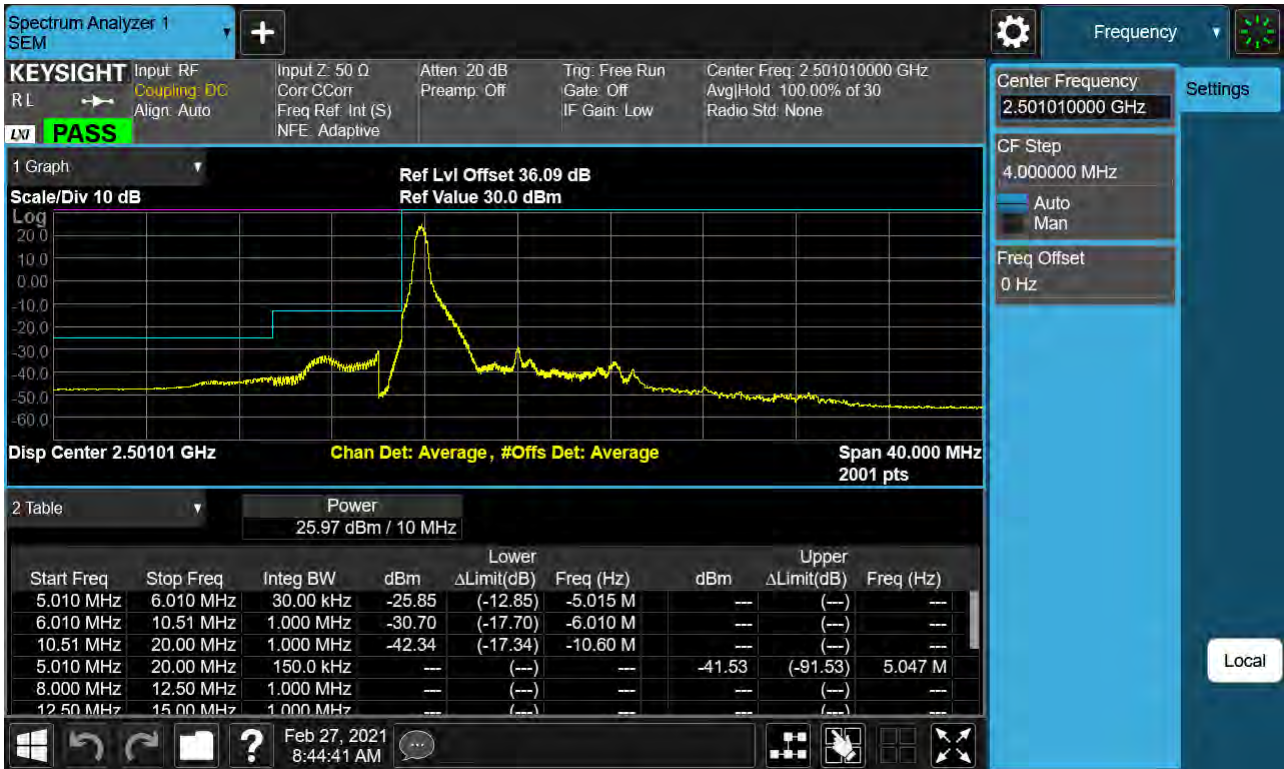 Spectrum Analyzer 1
SEM
+
Frequency
KEYSIGHT
R L
LXI
PASS
Input: RF
Coupling: DC
Align: Auto
Input Z: 50 Ω
Corr CCorr
Freq Ref: Int (S)
NFE: Adaptive
Atten: 20 dB
Preamp: Off
Trig: Free Run
Gate: Off
IF Gain: Low
Center Freq: 2.501010000 GHz
Avg|Hold: 100.00% of 30
Radio Std: None
Center Frequency
2.501010000 GHz
Settings
CF Step
4.000000 MHz
Auto
Man
Freq Offset
0 Hz
Local
1 Graph
Scale/Div 10 dB
Ref Lvl Offset 36.09 dB
Ref Value 30.0 dBm
Log
20.0
10.0
0.00
-10.0
-20.0
-30.0
-40.0
-50.0
-60.0
Disp Center 2.50101 GHz
Chan Det: Average, #Offs Det: Average
Span 40.000 MHz
2001 pts
2 Table
Power
25.97 dBm / 10 MHz
Lower Upper
Start Freq Stop Freq Integ BW dBm ΔLimit(dB) Freq (Hz) dBm ΔLimit(dB) Freq (Hz)
5.010 MHz 6.010 MHz 30.00 kHz -25.85 (-12.85) -5.015 M --- (---) ---
6.010 MHz 10.51 MHz 1.000 MHz -30.70 (-17.70) -6.010 M --- (---) ---
10.51 MHz 20.00 MHz 1.000 MHz -42.34 (-17.34) -10.60 M --- (---) ---
5.010 MHz 20.00 MHz 150.0 kHz --- (---) --- -41.53 (-91.53) 5.047 M
8.000 MHz 12.50 MHz 1.000 MHz --- (---) --- --- (---) ---
12.50 MHz 15.00 MHz 1.000 MHz --- (---) --- --- (---) ---
?
Feb 27, 2021
8:44:41 AM